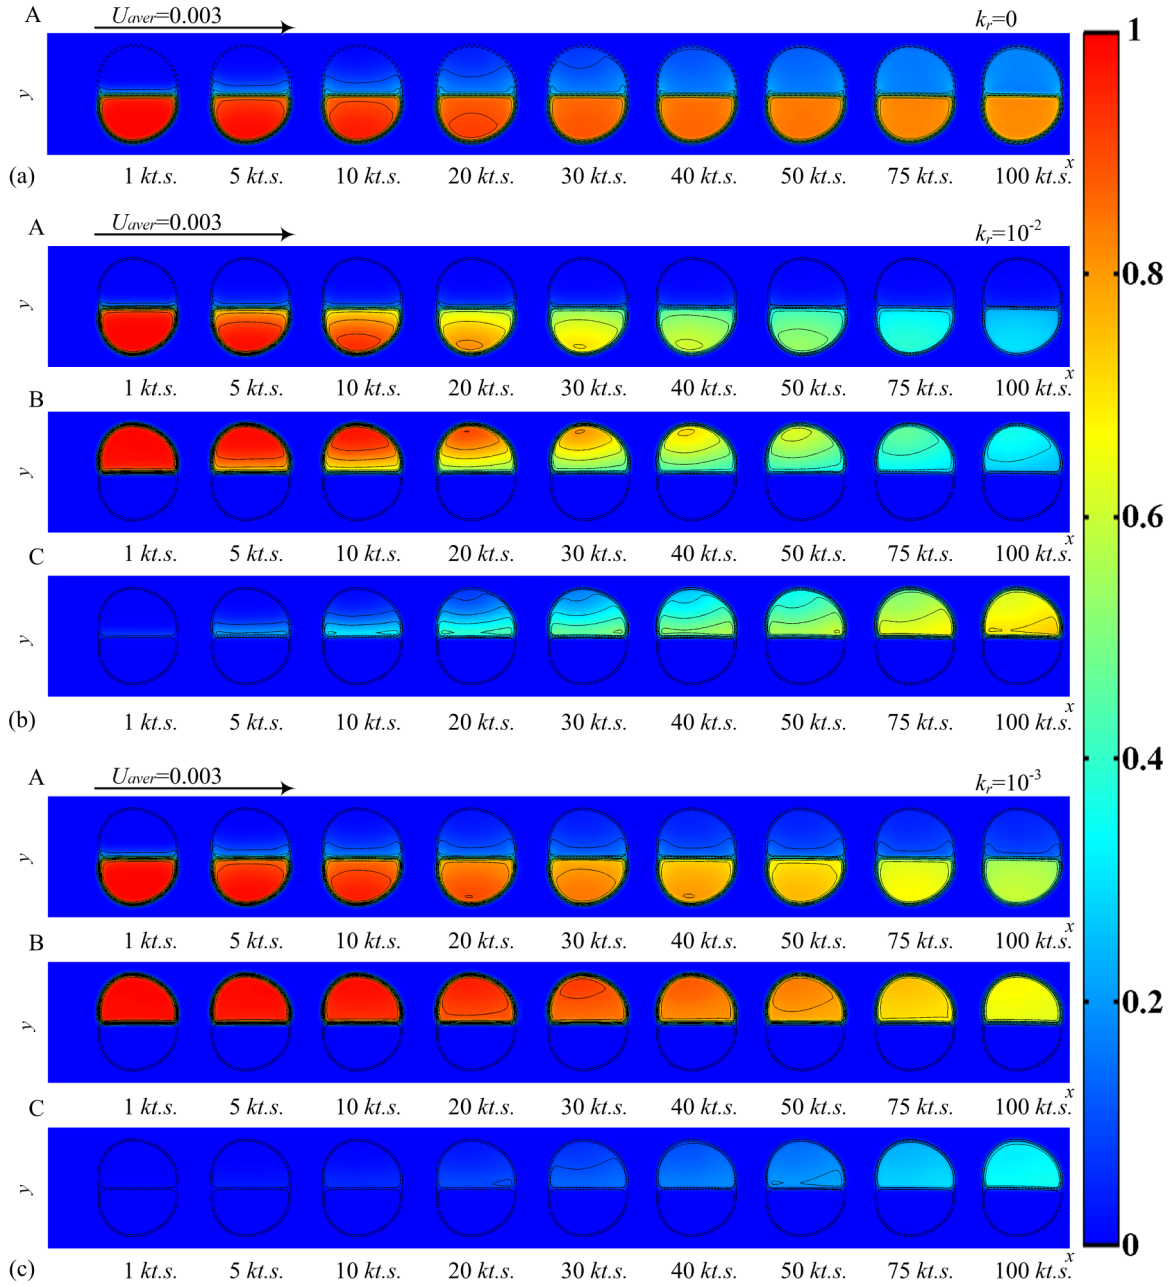 A U_aver=0.003 k_r=0 1
y
x
(a) 1 kt.s. 5 kt.s. 10 kt.s. 20 kt.s. 30 kt.s. 40 kt.s. 50 kt.s. 75 kt.s. 100 kt.s.
A U_aver=0.003 k_r=10^-2
0.8
y
x
1 kt.s. 5 kt.s. 10 kt.s. 20 kt.s. 30 kt.s. 40 kt.s. 50 kt.s. 75 kt.s. 100 kt.s.
B
y
0.6
x
1 kt.s. 5 kt.s. 10 kt.s. 20 kt.s. 30 kt.s. 40 kt.s. 50 kt.s. 75 kt.s. 100 kt.s.
C
y
x
(b) 1 kt.s. 5 kt.s. 10 kt.s. 20 kt.s. 30 kt.s. 40 kt.s. 50 kt.s. 75 kt.s. 100 kt.s.
0.4
A U_aver=0.003 k_r=10^-3
y
x
1 kt.s. 5 kt.s. 10 kt.s. 20 kt.s. 30 kt.s. 40 kt.s. 50 kt.s. 75 kt.s. 100 kt.s.
B
0.2
y
x
1 kt.s. 5 kt.s. 10 kt.s. 20 kt.s. 30 kt.s. 40 kt.s. 50 kt.s. 75 kt.s. 100 kt.s.
C
y
0
x
(c) 1 kt.s. 5 kt.s. 10 kt.s. 20 kt.s. 30 kt.s. 40 kt.s. 50 kt.s. 75 kt.s. 100 kt.s.